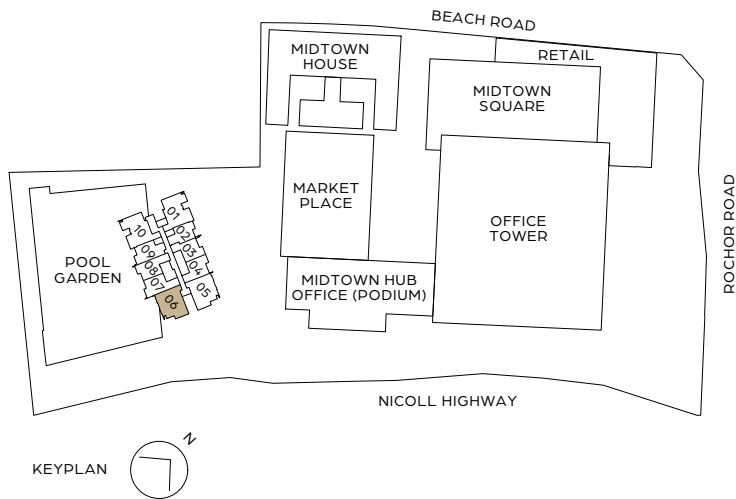 BEACH ROAD
MIDTOWN
HOUSE
RETAIL
MIDTOWN
SQUARE
ROCHOR ROAD
MARKET
PLACE
OFFICE
TOWER
POOL
GARDEN
01
02
03
04
05
10
09
08
07
06
MIDTOWN HUB
OFFICE (PODIUM)
NICOLL HIGHWAY
N
KEYPLAN